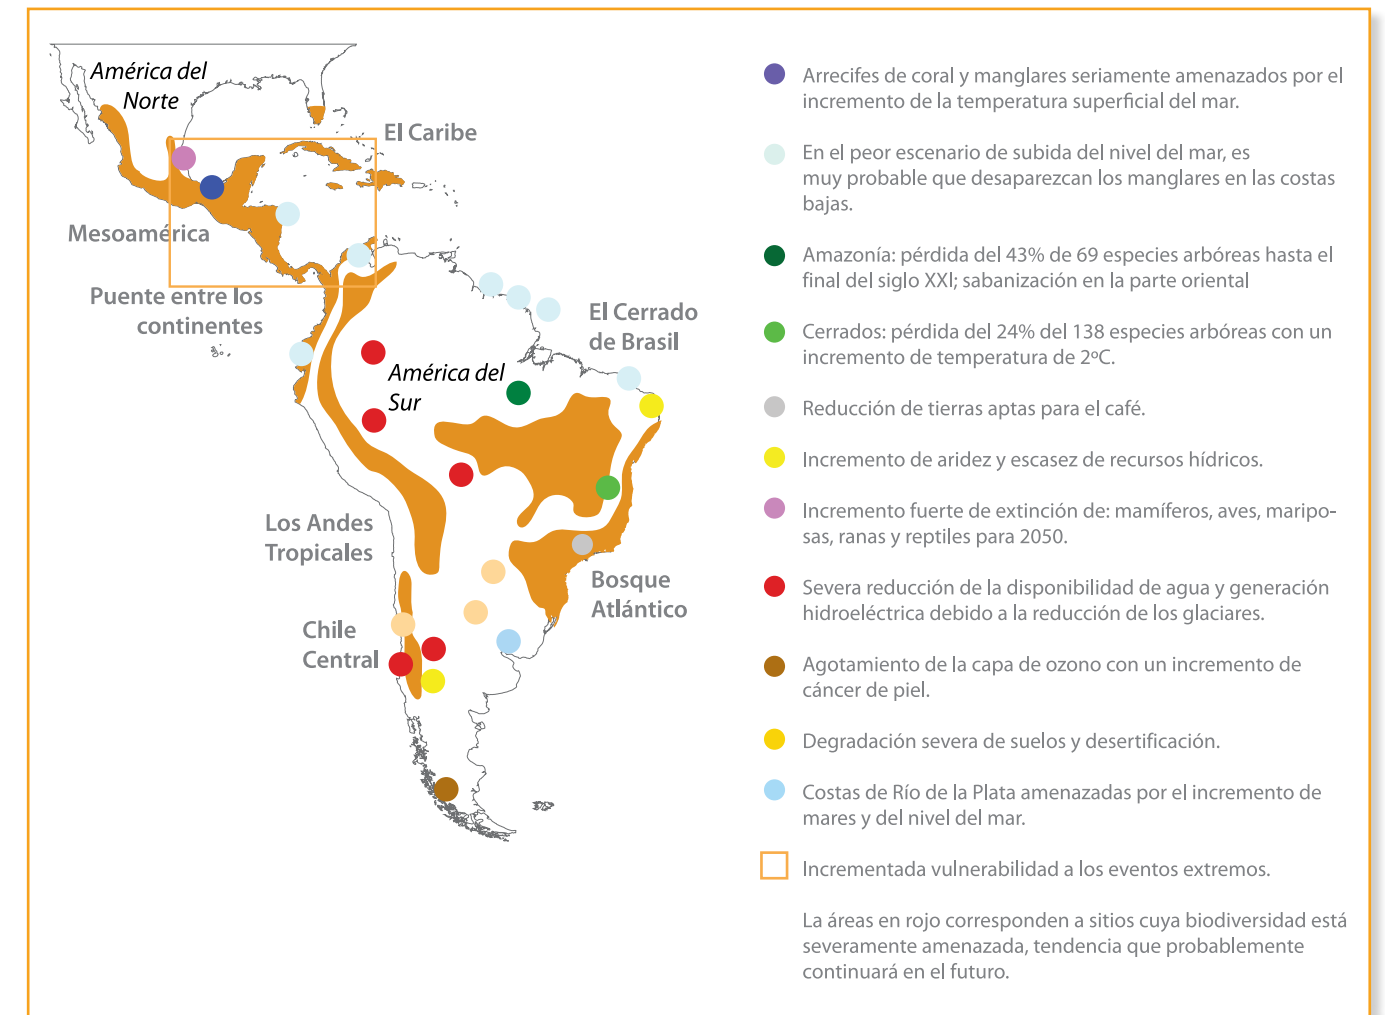 América del
Norte
El Caribe
Mesoamérica
Puente entre los
continentes
El Cerrado
de Brasil
América del
Sur
Los Andes
Tropicales
Bosque
Atlántico
Chile
Central
Arrecifes de coral y manglares seriamente amenazados por el
incremento de la temperatura superficial del mar.
En el peor escenario de subida del nivel del mar, es
muy probable que desaparezcan los manglares en las costas
bajas.
Amazonía: pérdida del 43% de 69 especies arbóreas hasta el
final del siglo XXI; sabanización en la parte oriental
Cerrados: pérdida del 24% del 138 especies arbóreas con un
incremento de temperatura de 2ºC.
Reducción de tierras aptas para el café.
Incremento de aridez y escasez de recursos hídricos.
Incremento fuerte de extinción de: mamíferos, aves, maripo-
sas, ranas y reptiles para 2050.
Severa reducción de la disponibilidad de agua y generación
hidroeléctrica debido a la reducción de los glaciares.
Agotamiento de la capa de ozono con un incremento de
cáncer de piel.
Degradación severa de suelos y desertificación.
Costas de Río de la Plata amenazadas por el incremento de
mares y del nivel del mar.
Incrementada vulnerabilidad a los eventos extremos.
La áreas en rojo corresponden a sitios cuya biodiversidad está
severamente amenazada, tendencia que probablemente
continuará en el futuro.